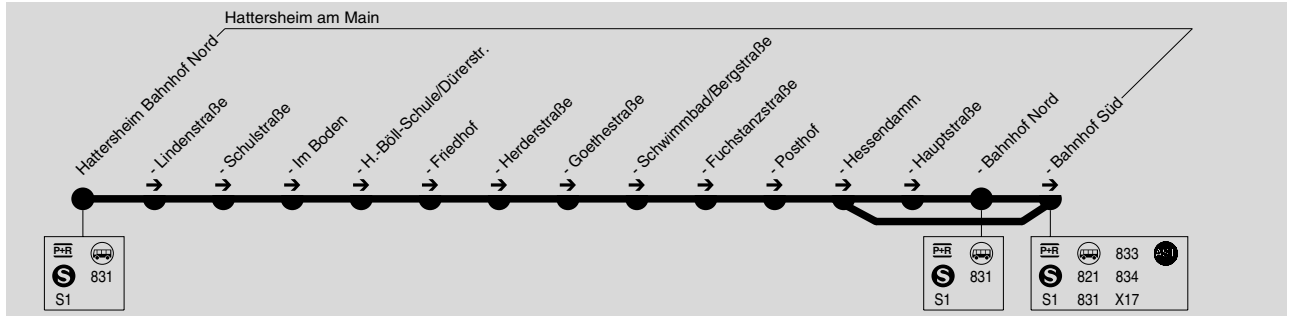 Hattersheim am Main
Hattersheim Bahnhof Nord
- Lindenstraße
- Schulstraße
- Im Boden
- H.-Böll-Schule/Dürerstr.
- Friedhof
- Herderstraße
- Goethestraße
- Schwimmbad/Bergstraße
- Fuchstanzstraße
- Posthof
- Hessendamm
- Hauptstraße
- Bahnhof Nord
- Bahnhof Süd
P+R
S 831
S1
P+R
S 831
S1
P+R 833 AST
S 821 834
S1 831 X17